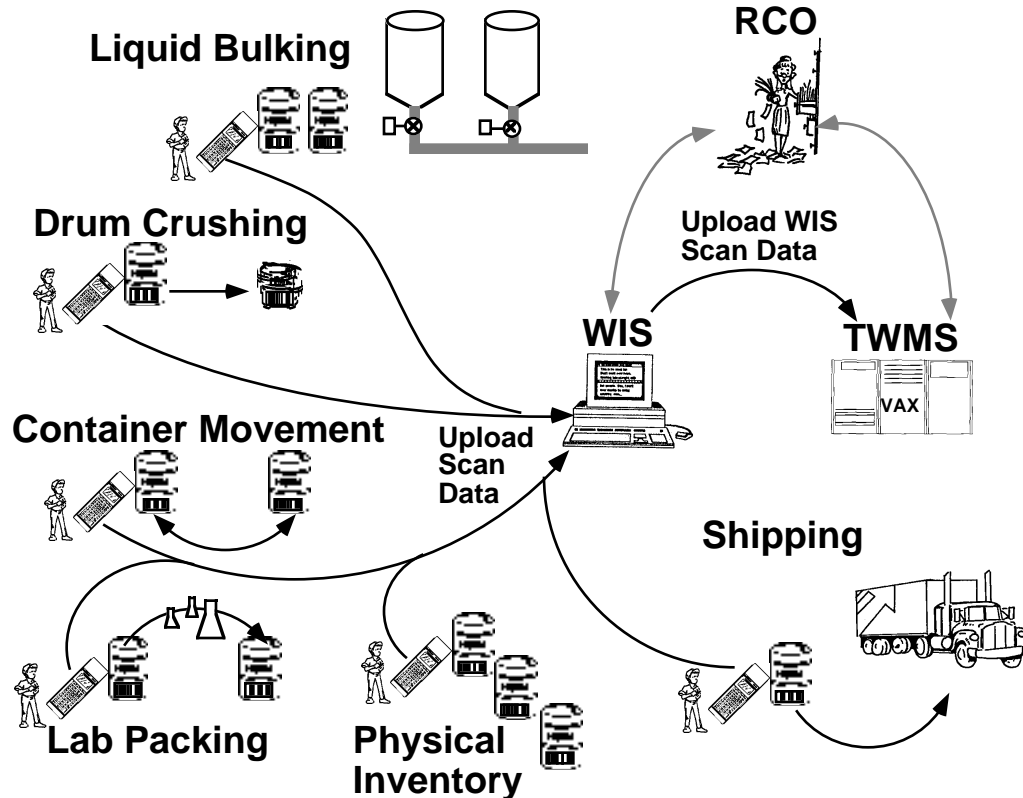 Liquid Bulking
RCO
Drum Crushing
Upload WIS
Scan Data
WIS
TWMS
VAX
Container Movement
Upload
Scan
Data
Shipping
Lab Packing
Physical
Inventory